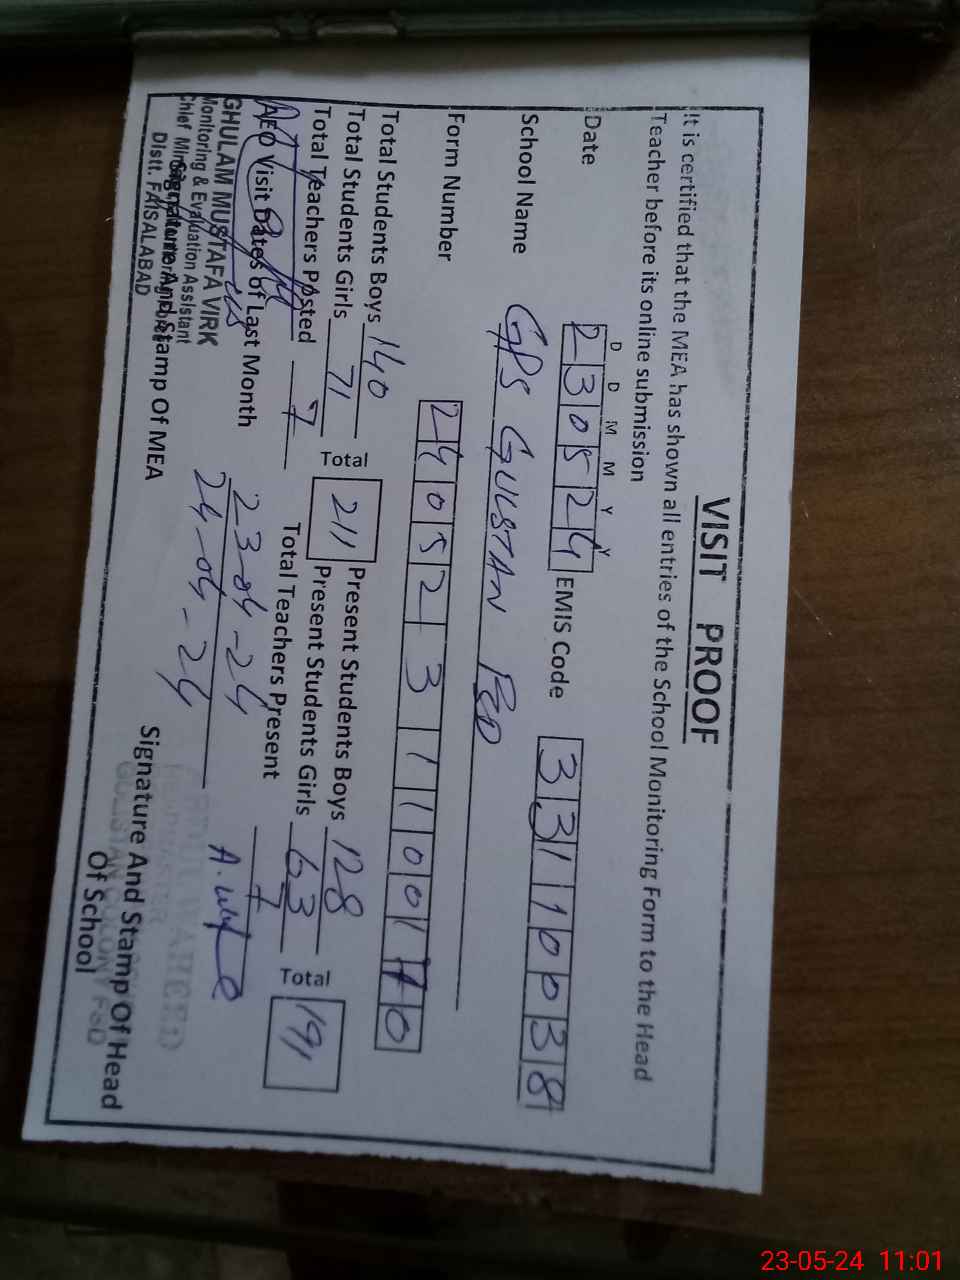 VISIT PROOF
It is certified that the MEA has shown all entries of the School Monitoring Form to the Head
Teacher before its online submission
D D M M Y Y
Date 2 3 0 5 2 4 EMIS Code 3 3 1 1 0 0 3 8
School Name GPS GULSTAN FSD
Form Number 2 4 0 5 2 3 1 1 0 0 1 0
Total Students Boys 140 Present Students Boys 128
Total 211 Total 191
Total Students Girls 71 Present Students Girls 63
Total Teachers Posted 7 Total Teachers Present 7
AEO Visit Dates of Last Month 23-04-24
24-04-24
GHULAM MUSTAFA VIRK
Monitoring & Evaluation Assistant
Distt. FAISALABAD
Signature And Stamp Of MEA
ABDUL WAHEED
HEADMASTER
GULISTAN COLONY FSD
Signature And Stamp Of Head
Of School
23-05-24 11:01